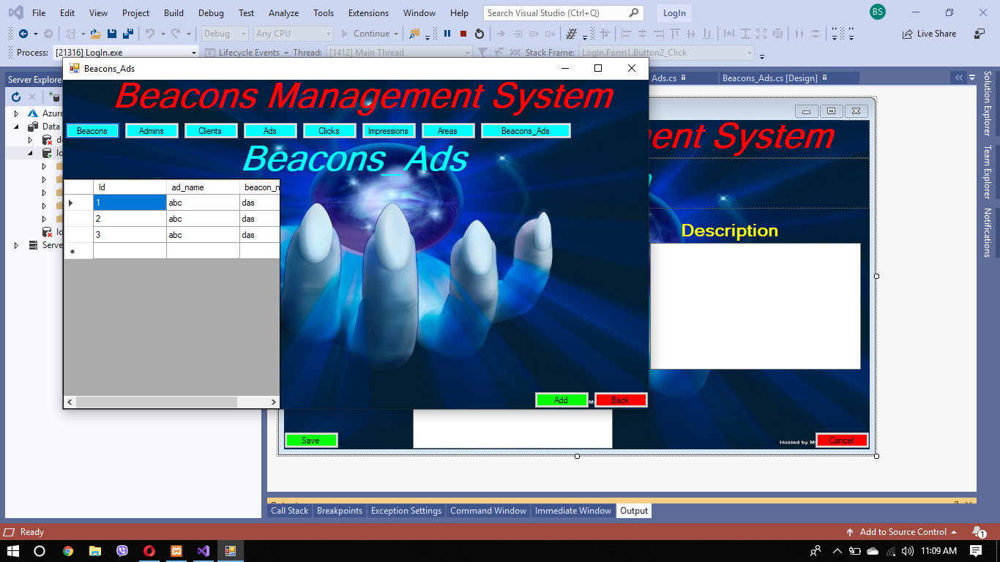 File Edit View Project Build Debug Test Analyze Tools Extensions Window Help Search Visual Studio (Ctrl+Q) LogIn BS
Debug Any CPU Continue Live Share
Process: [21316] LogIn.exe Lifecycle Events Thread: [1412] Main Thread Stack Frame: LogIn.Form1.Button2_Click
Beacons_Ads
Server Explorer
Ads.cs Beacons_Ads.cs [Design]
Beacons Management System
ment System
Beacons Admins Clients Ads Clicks Impressions Areas Beacons_Ads
Beacons_Ads
Azure
Data
Id ad_name beacon_n
1 abc das
2 abc das
3 abc das
Serve
Description
Add Back
Save Hosted by My Cancel
Solution Explorer
Team Explorer
Notifications
Call Stack Breakpoints Exception Settings Command Window Immediate Window Output
Ready Add to Source Control 1
11:09 AM